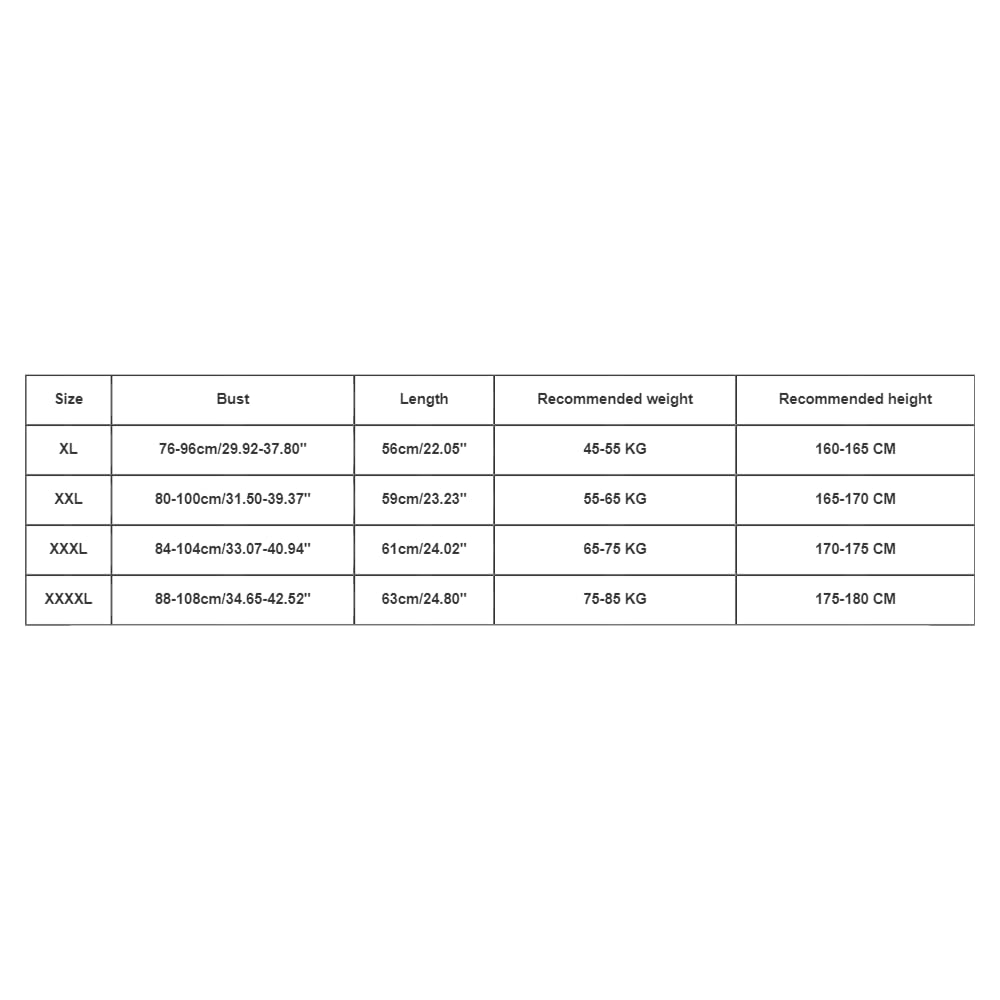 Size Bust Length Recommended weight Recommended height
XL 76-96cm/29.92-37.80'' 56cm/22.05'' 45-55 KG 160-165 CM
XXL 80-100cm/31.50-39.37'' 59cm/23.23'' 55-65 KG 165-170 CM
XXXL 84-104cm/33.07-40.94'' 61cm/24.02'' 65-75 KG 170-175 CM
XXXXL 88-108cm/34.65-42.52'' 63cm/24.80'' 75-85 KG 175-180 CM